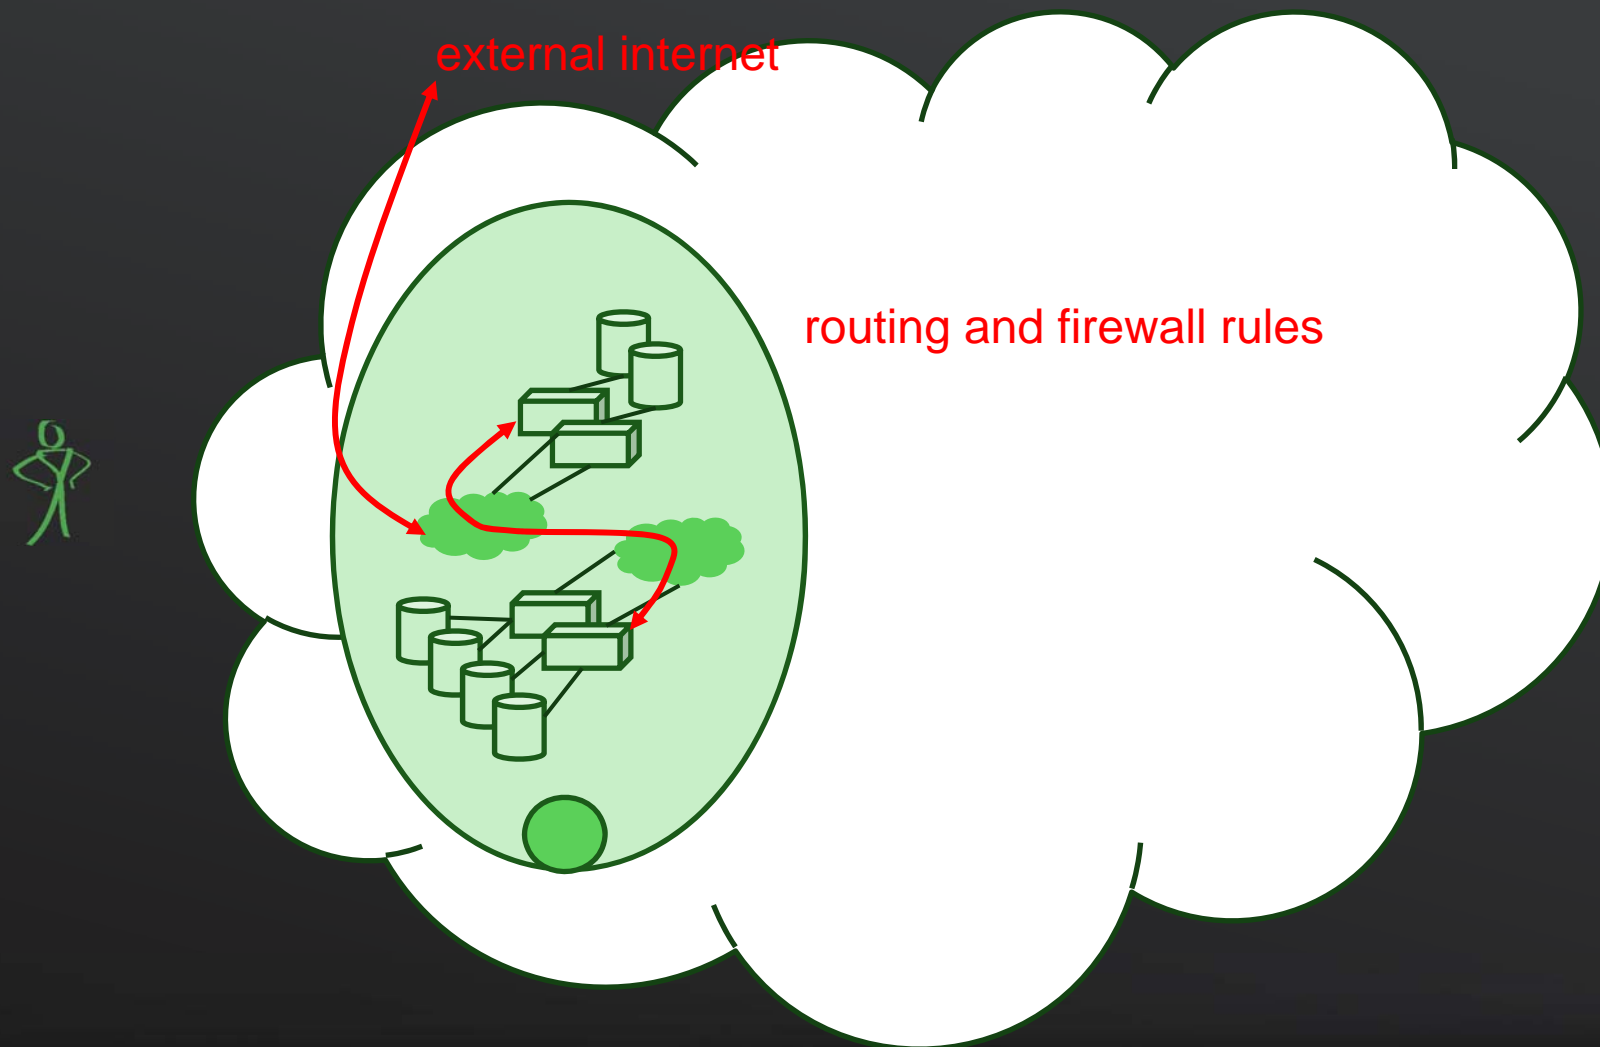 external internet
routing and firewall rules